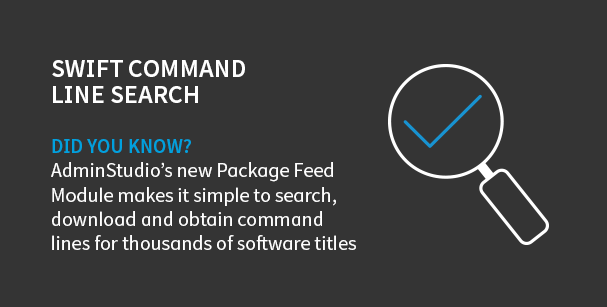 SWIFT COMMAND
LINE SEARCH
DID YOU KNOW?
AdminStudio's new Package Feed
Module makes it simple to search,
download and obtain command
lines for thousands of software titles